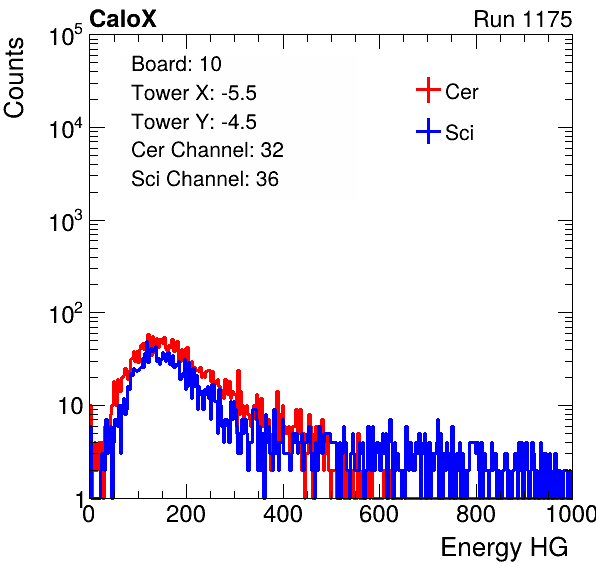 CaloX Run 1175
Counts
10^5
10^4
10^3
10^2
10
1
Board: 10
Tower X: -5.5
Tower Y: -4.5
Cer Channel: 32
Sci Channel: 36
Cer
Sci
0 200 400 600 800 1000
Energy HG